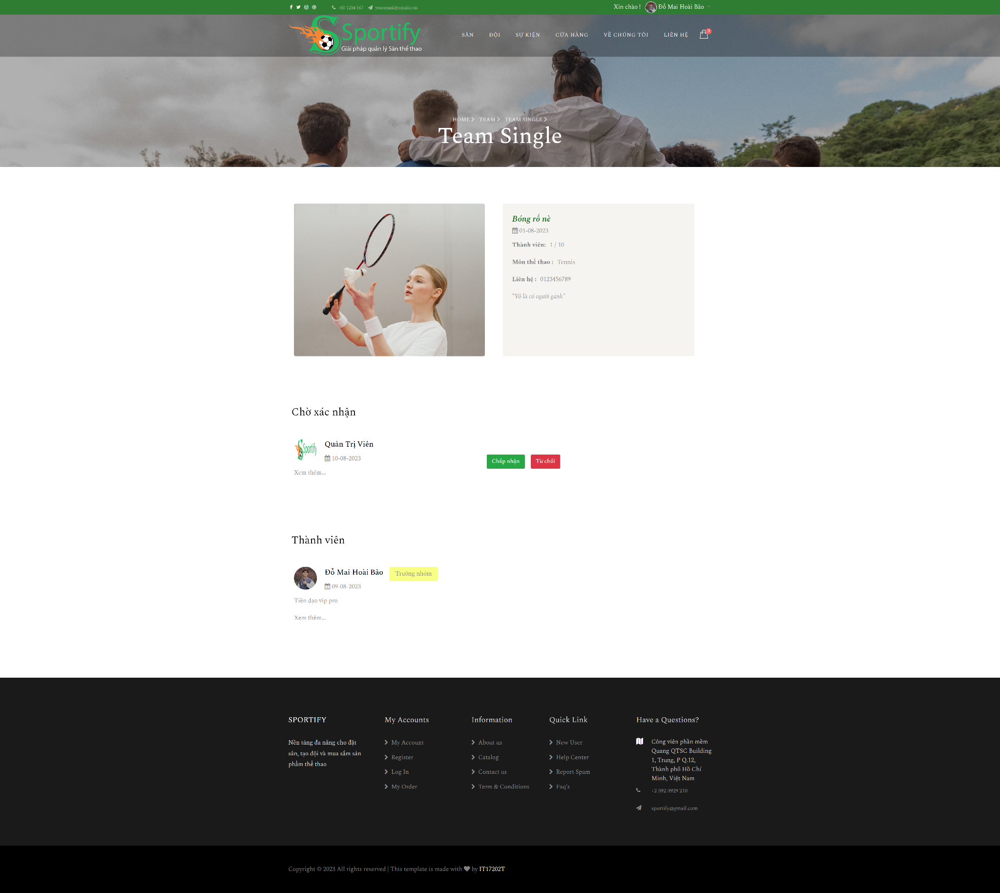 +00 1234 567 youremail@email.com
Xin chào ! Đỗ Mai Hoài Bão
Sportify
Giải pháp quản lý Sân thể thao
SÂN ĐỘI SỰ KIỆN CỬA HÀNG VỀ CHÚNG TÔI LIÊN HỆ 3
HOME TEAM TEAM SINGLE
Team Single
Bóng rổ nè
01-08-2023
Thành viên: 1 / 10
Môn thể thao : Tennis
Liên hệ : 0123456789
"Vô là có người gánh"
Chờ xác nhận
Sportify
Quản Trị Viên
10-08-2023
Chấp nhận Từ chối
Xem thêm...
Thành viên
Đỗ Mai Hoài Bão Trưởng nhóm
09-08-2023
Tiền đạo vip pro
Xem thêm...
SPORTIFY
Nền tảng đa năng cho đặt
sân, tạo đội và mua sắm sản
phẩm thể thao
My Accounts
My Account
Register
Log In
My Order
Information
About us
Catalog
Contact us
Term & Conditions
Quick Link
New User
Help Center
Report Spam
Faq's
Have a Questions?
Công viên phần mềm
Quang QTSC Building
1, Trung, P Q.12,
Thành phố Hồ Chí
Minh, Việt Nam
+2 392 3929 210
sportify@gmail.com
Copyright © 2023 All rights reserved | This template is made with by IT17202T